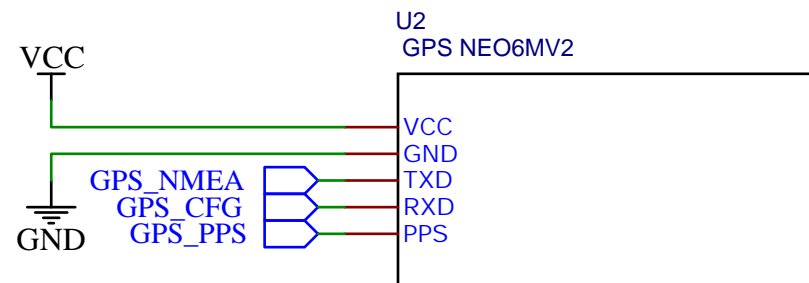 U2
GPS NEO6MV2
VCC
VCC
GND
GPS_NMEA TXD
GPS_CFG RXD
GPS_PPS PPS
GND